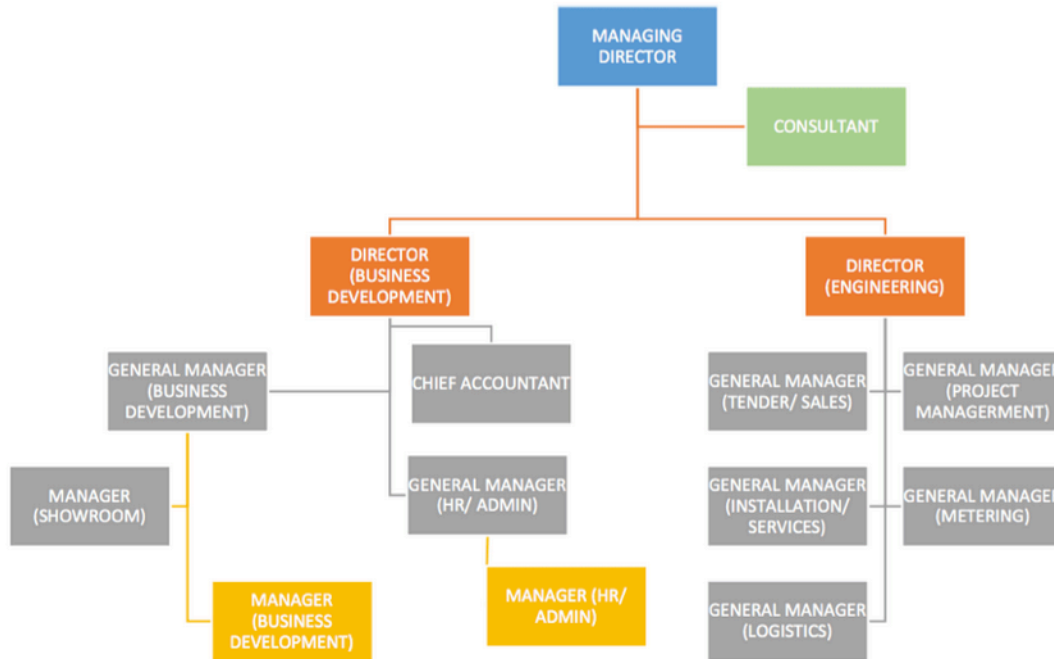 MANAGING
DIRECTOR
CONSULTANT
DIRECTOR
(BUSINESS
DEVELOPMENT)
DIRECTOR
(ENGINEERING)
GENERAL MANAGER
(BUSINESS
DEVELOPMENT)
CHIEF ACCOUNTANT
GENERAL MANAGER
(TENDER/ SALES)
GENERAL MANAGER
(PROJECT
MANAGERMENT)
MANAGER
(SHOWROOM)
GENERAL MANAGER
(HR/ ADMIN)
GENERAL MANAGER
(INSTALLATION/
SERVICES)
GENERAL MANAGER
(METERING)
MANAGER
(BUSINESS
DEVELOPMENT)
MANAGER (HR/
ADMIN)
GENERAL MANAGER
(LOGISTICS)